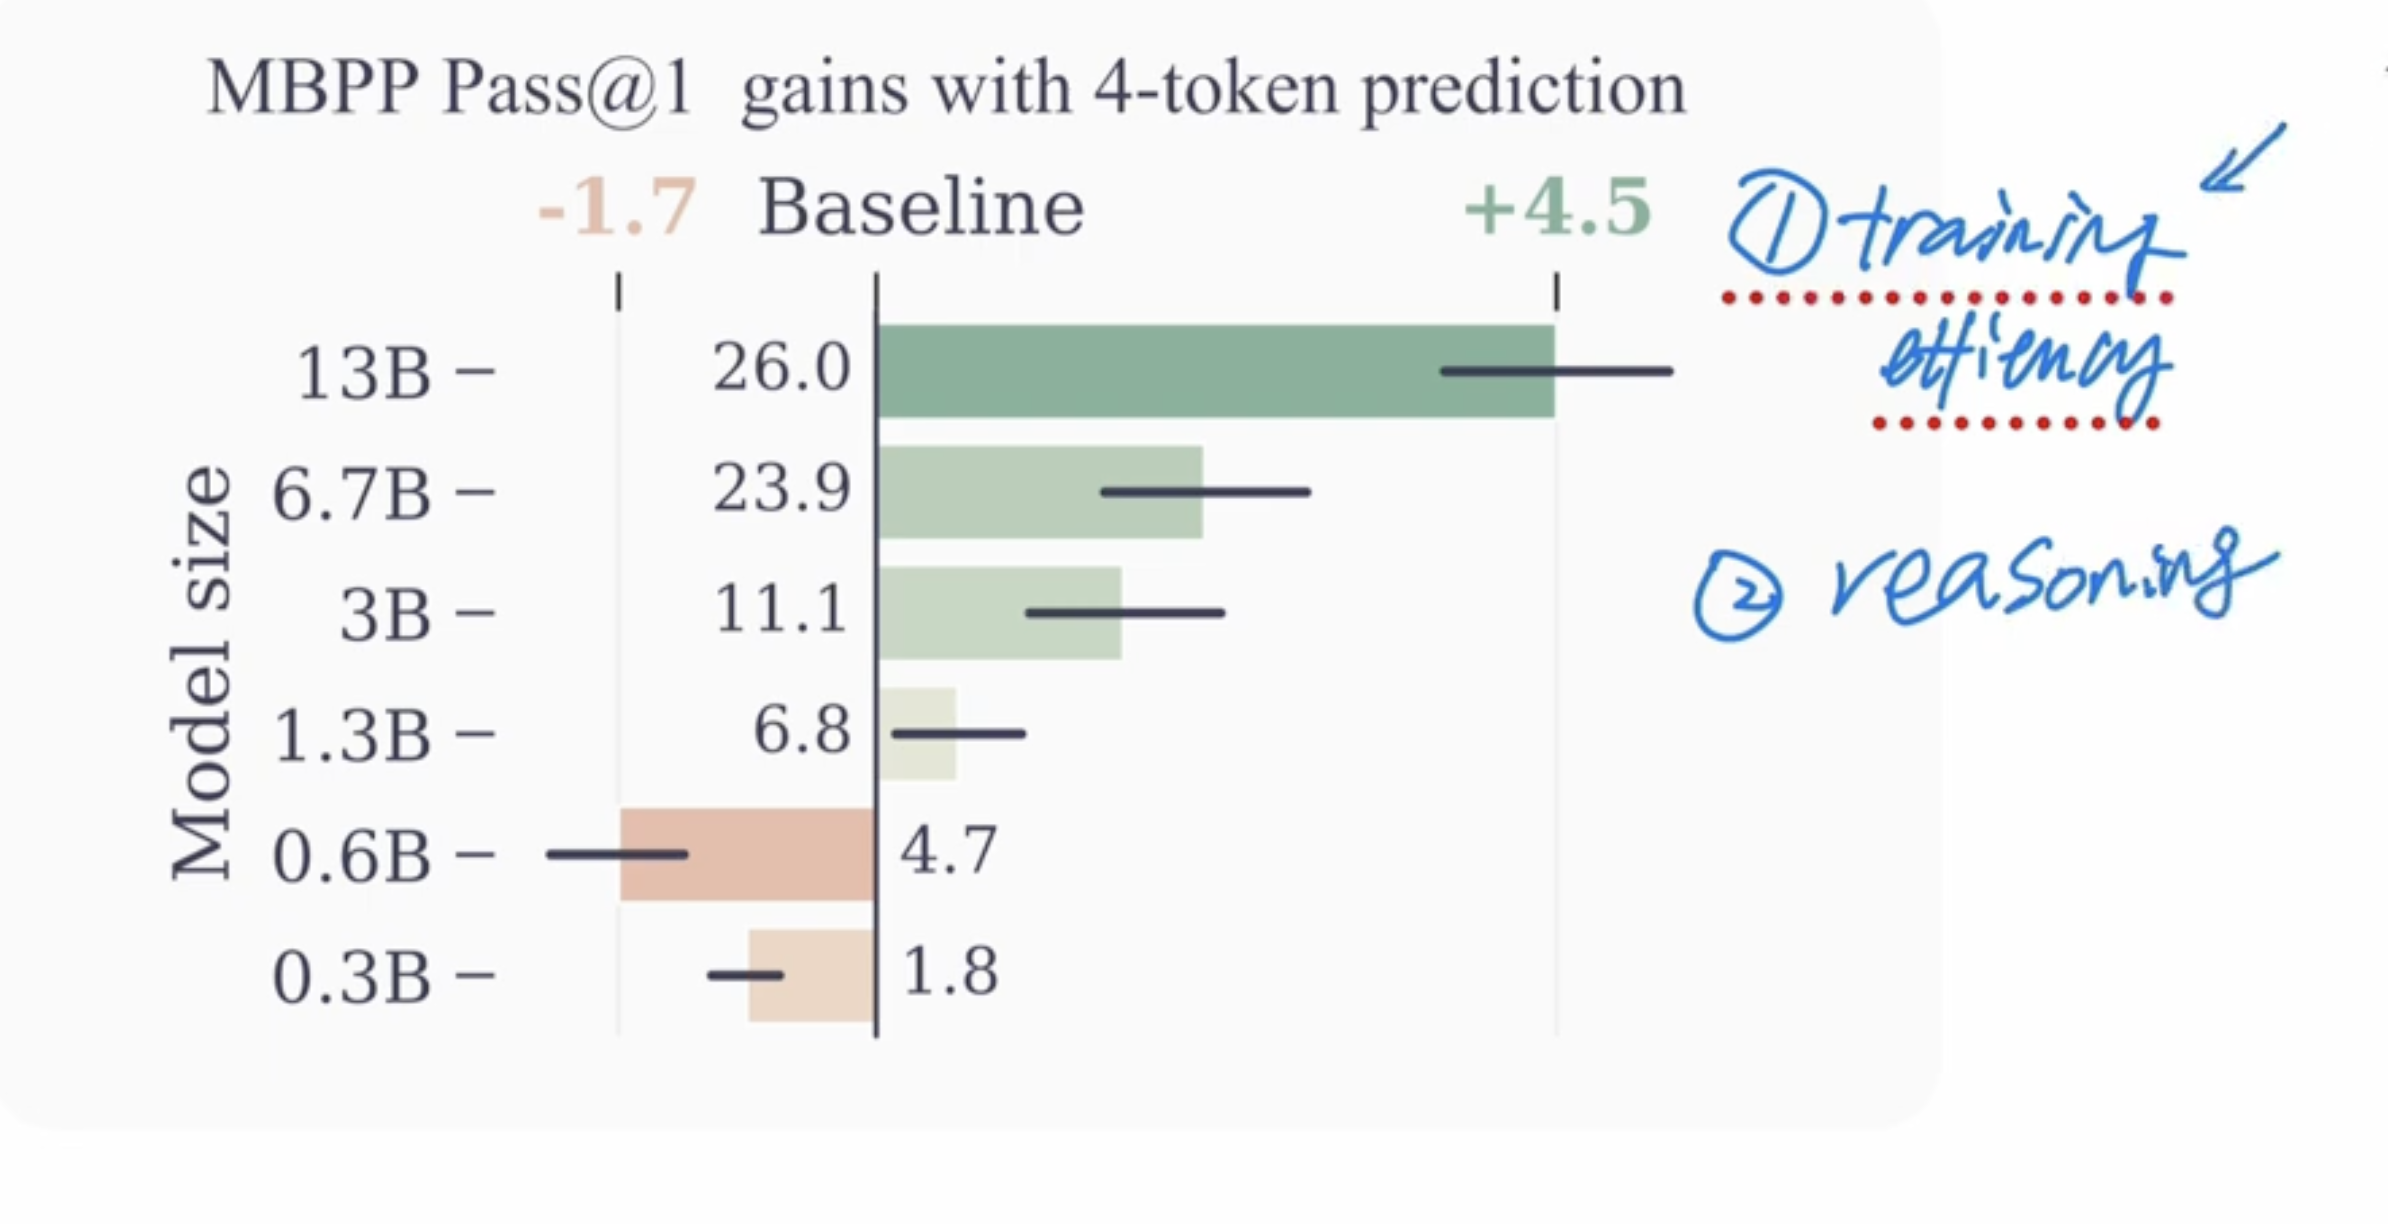 MBPP Pass@1 gains with 4-token prediction
-1.7 Baseline +4.5
① training
effiency
② reasoning
Model size
13B 26.0
6.7B 23.9
3B 11.1
1.3B 6.8
0.6B 4.7
0.3B 1.8